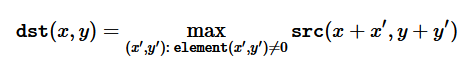 dst(x, y) = max src(x + x′, y + y′)
(x′,y′): element(x′,y′)≠0